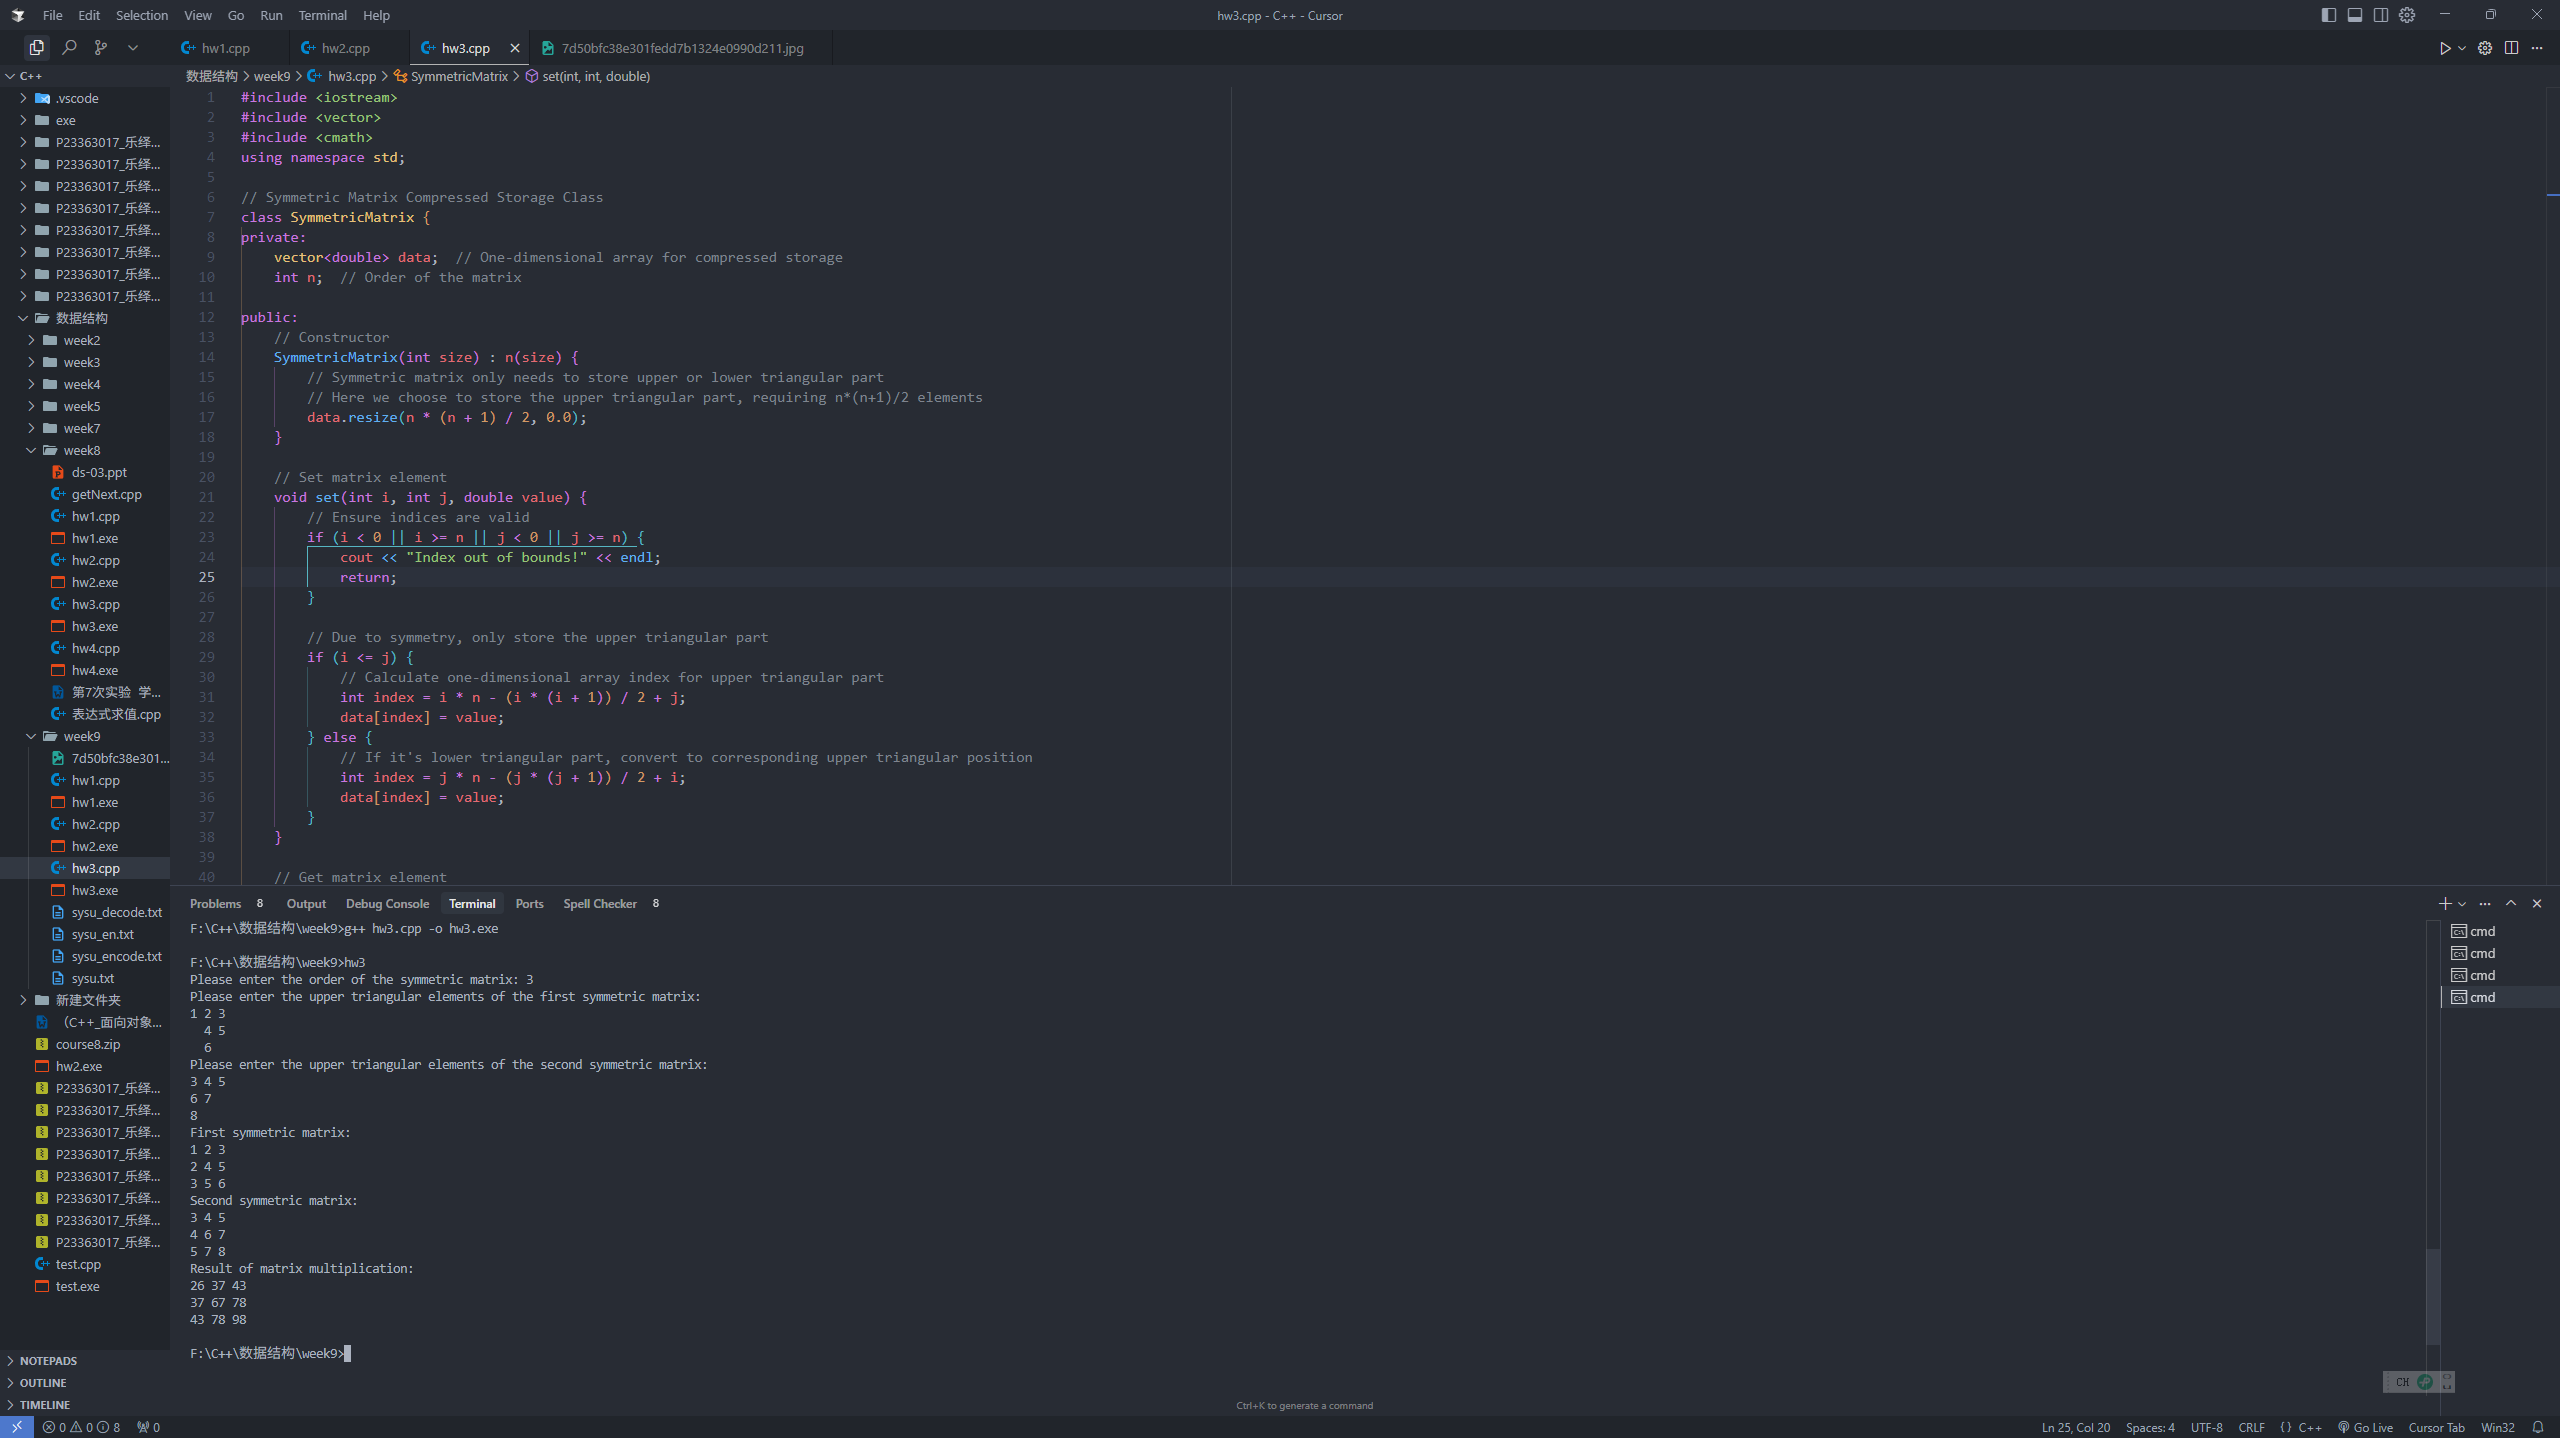 File Edit Selection View Go Run Terminal Help
hw3.cpp - C++ - Cursor
hw1.cpp
hw2.cpp
hw3.cpp
7d50bfc38e301fedd7b1324e0990d211.jpg
C++
.vscode
exe
P23363017_乐绎...
P23363017_乐绎...
P23363017_乐绎...
P23363017_乐绎...
P23363017_乐绎...
P23363017_乐绎...
P23363017_乐绎...
P23363017_乐绎...
数据结构
week2
week3
week4
week5
week7
week8
ds-03.ppt
getNext.cpp
hw1.cpp
hw1.exe
hw2.cpp
hw2.exe
hw3.cpp
hw3.exe
hw4.cpp
hw4.exe
第7次实验 学...
表达式求值.cpp
week9
7d50bfc38e301...
hw1.cpp
hw1.exe
hw2.cpp
hw2.exe
hw3.cpp
hw3.exe
sysu_decode.txt
sysu_en.txt
sysu_encode.txt
sysu.txt
新建文件夹
（C++_面向对象...
course8.zip
hw2.exe
P23363017_乐绎...
P23363017_乐绎...
P23363017_乐绎...
P23363017_乐绎...
P23363017_乐绎...
P23363017_乐绎...
P23363017_乐绎...
P23363017_乐绎...
test.cpp
test.exe
NOTEPADS
OUTLINE
TIMELINE
数据结构 > week9 > hw3.cpp > SymmetricMatrix > set(int, int, double)
1 #include <iostream>
2 #include <vector>
3 #include <cmath>
4 using namespace std;
5
6 // Symmetric Matrix Compressed Storage Class
7 class SymmetricMatrix {
8 private:
9     vector<double> data;  // One-dimensional array for compressed storage
10     int n;  // Order of the matrix
11
12 public:
13     // Constructor
14     SymmetricMatrix(int size) : n(size) {
15         // Symmetric matrix only needs to store upper or lower triangular part
16         // Here we choose to store the upper triangular part, requiring n*(n+1)/2 elements
17         data.resize(n * (n + 1) / 2, 0.0);
18     }
19
20     // Set matrix element
21     void set(int i, int j, double value) {
22         // Ensure indices are valid
23         if (i < 0 || i >= n || j < 0 || j >= n) {
24             cout << "Index out of bounds!" << endl;
25             return;
26         }
27
28         // Due to symmetry, only store the upper triangular part
29         if (i <= j) {
30             // Calculate one-dimensional array index for upper triangular part
31             int index = i * n - (i * (i + 1)) / 2 + j;
32             data[index] = value;
33         } else {
34             // If it's lower triangular part, convert to corresponding upper triangular position
35             int index = j * n - (j * (j + 1)) / 2 + i;
36             data[index] = value;
37         }
38     }
39
40     // Get matrix element
Problems 8 Output Debug Console Terminal Ports Spell Checker 8
F:\C++\数据结构\week9>g++ hw3.cpp -o hw3.exe
F:\C++\数据结构\week9>hw3
Please enter the order of the symmetric matrix: 3
Please enter the upper triangular elements of the first symmetric matrix:
1 2 3
  4 5
  6
Please enter the upper triangular elements of the second symmetric matrix:
3 4 5
6 7
8
First symmetric matrix:
1 2 3
2 4 5
3 5 6
Second symmetric matrix:
3 4 5
4 6 7
5 7 8
Result of matrix multiplication:
26 37 43
37 67 78
43 78 98
F:\C++\数据结构\week9>
cmd
cmd
cmd
cmd
CH
Ctrl+K to generate a command
0 0 8 0
Ln 25, Col 20 Spaces: 4 UTF-8 CRLF {} C++ Go Live Cursor Tab Win32